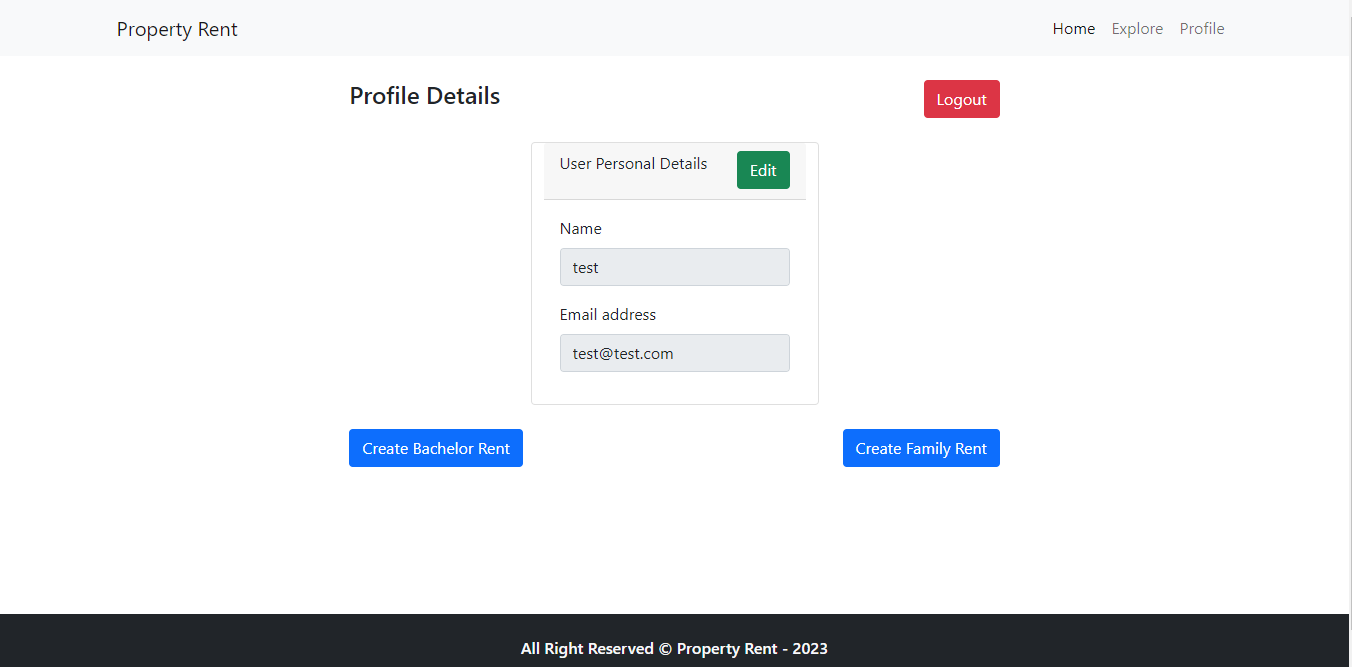 Property Rent Home Explore Profile
Profile Details Logout
User Personal Details Edit
Name
test
Email address
test@test.com
Create Bachelor Rent Create Family Rent
All Right Reserved © Property Rent - 2023